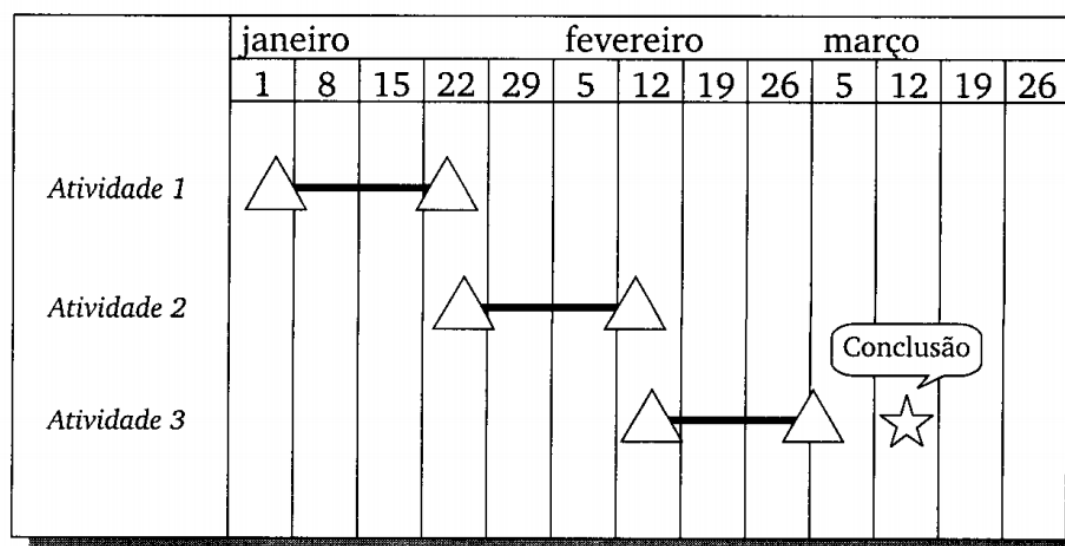 janeiro fevereiro março
1 8 15 22 29 5 12 19 26 5 12 19 26
Atividade 1
Atividade 2
Conclusão
Atividade 3